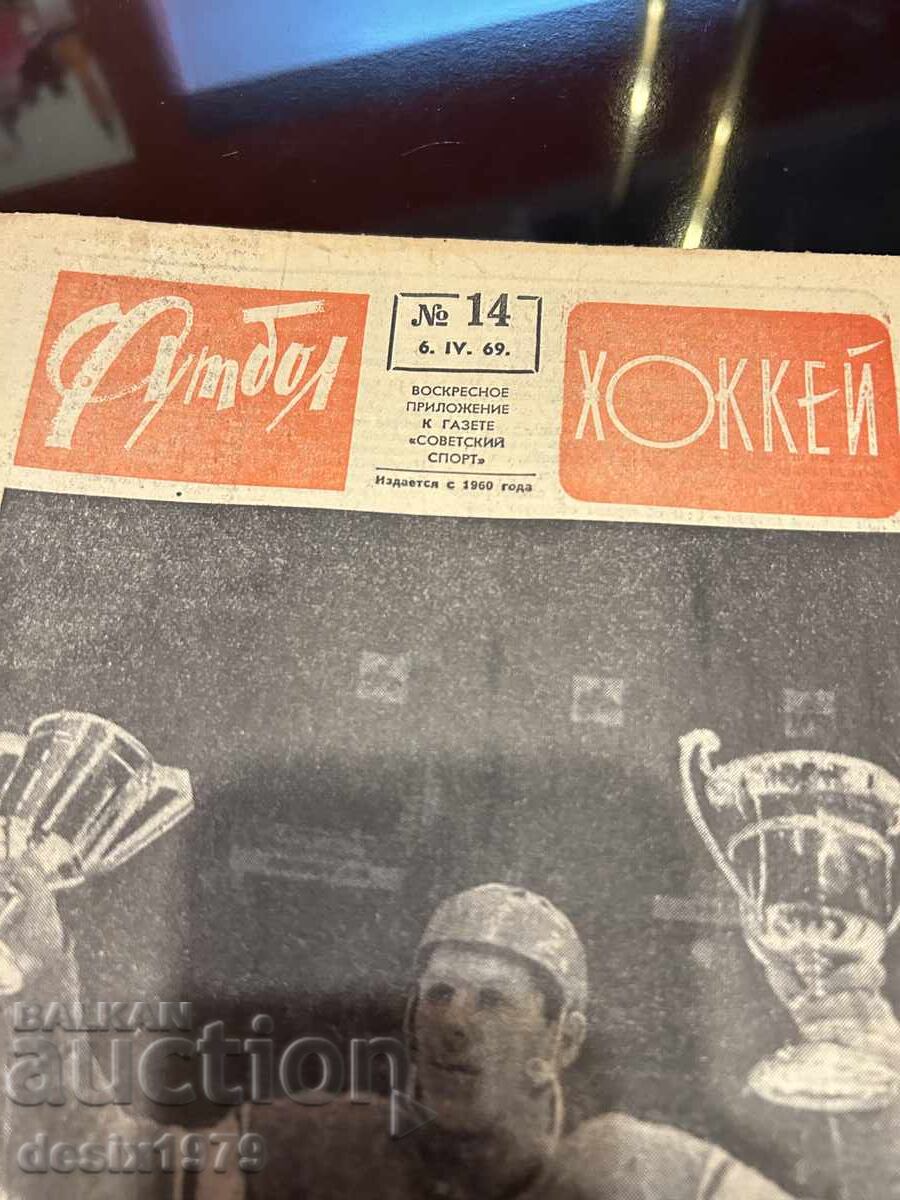 Футбол
№ 14
6. IV. 69.
ВОСКРЕСНОЕ
ПРИЛОЖЕНИЕ
К ГАЗЕТЕ
«СОВЕТСКИЙ
СПОРТ»
Издается с 1960 года
ХОККЕЙ
BALKAN
auction
desix1979